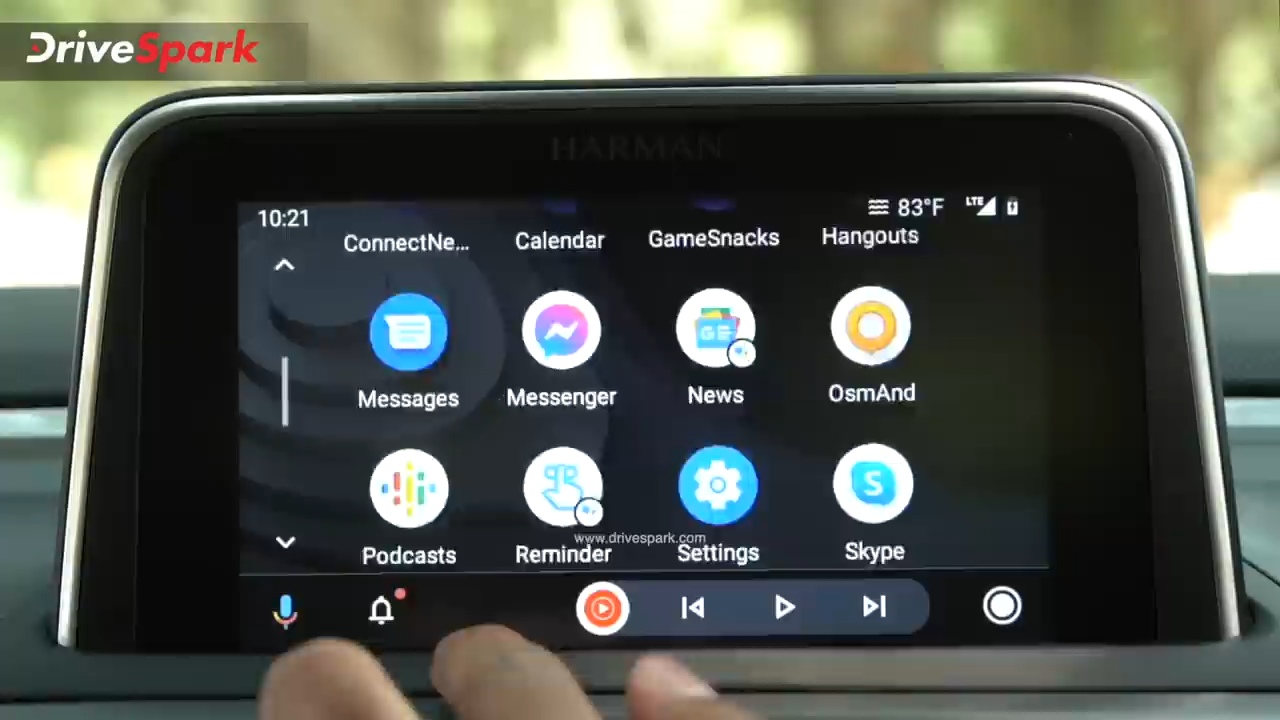 DriveSpark
HARMAN
10:21
83°F LTE
ConnectNe... Calendar GameSnacks Hangouts
GE
Messages Messenger News OsmAnd
S
www.drivespark.com
Podcasts Reminder Settings Skype